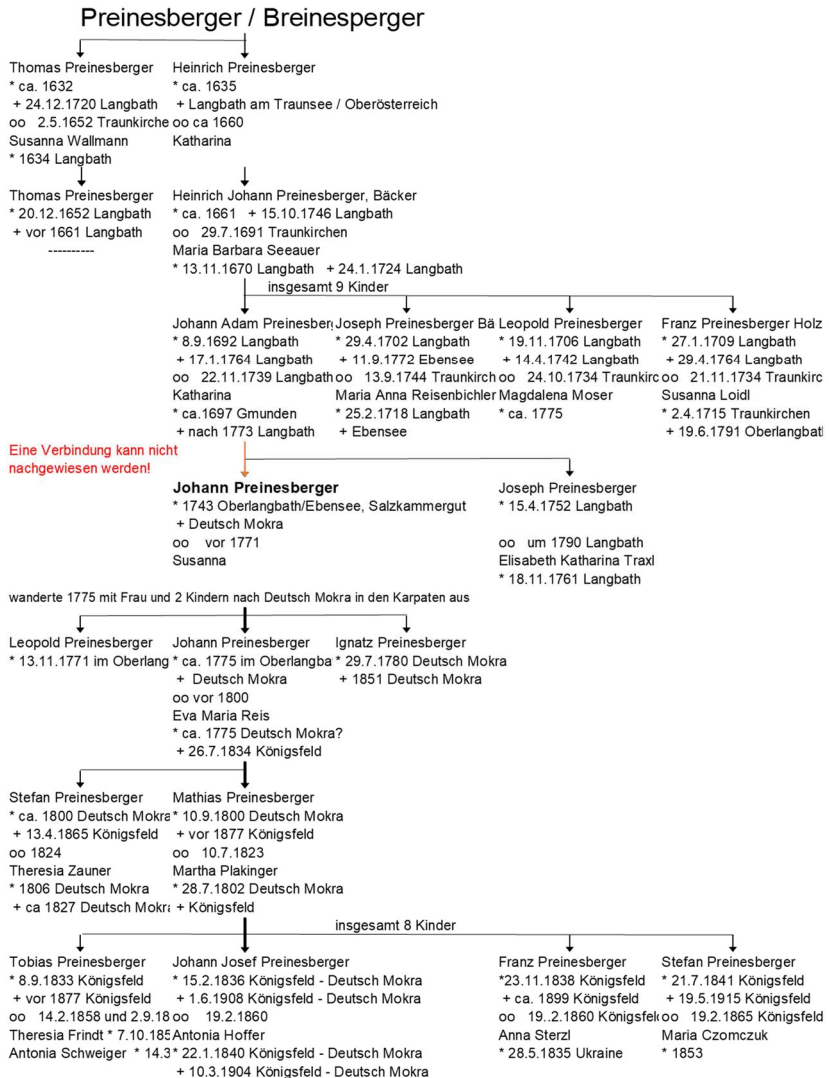 Preinesberger / Breinesperger
Thomas Preinesberger
* ca. 1632
+ 24.12.1720 Langbath
oo 2.5.1652 Traunkirche
Susanna Wallmann
* 1634 Langbath
Heinrich Preinesberger
* ca. 1635
+ Langbath am Traunsee / Oberösterreich
oo ca 1660
Katharina
Thomas Preinesberger
* 20.12.1652 Langbath
+ vor 1661 Langbath
----------
Heinrich Johann Preinesberger, Bäcker
* ca. 1661 + 15.10.1746 Langbath
oo 29.7.1691 Traunkirchen
Maria Barbara Seeauer
* 13.11.1670 Langbath + 24.1.1724 Langbath
insgesamt 9 Kinder
Johann Adam Preinesberg
* 8.9.1692 Langbath
+ 17.1.1764 Langbath
oo 22.11.1739 Langbath
Katharina
* ca.1697 Gmunden
+ nach 1773 Langbath
Joseph Preinesberger Bä
* 29.4.1702 Langbath
+ 11.9.1772 Ebensee
oo 13.9.1744 Traunkirch
Maria Anna Reisenbichler
* 25.2.1718 Langbath
+ Ebensee
Leopold Preinesberger
* 19.11.1706 Langbath
+ 14.4.1742 Langbath
oo 24.10.1734 Traunkirc
Magdalena Moser
* ca. 1775
Franz Preinesberger Holz
* 27.1.1709 Langbath
+ 29.4.1764 Langbath
oo 21.11.1734 Traunkirc
Susanna Loidl
* 2.4.1715 Traunkirchen
+ 19.6.1791 Oberlangbatl
Eine Verbindung kann nicht
nachgewiesen werden!
Johann Preinesberger
* 1743 Oberlangbath/Ebensee, Salzkammergut
+ Deutsch Mokra
oo vor 1771
Susanna
Joseph Preinesberger
* 15.4.1752 Langbath
oo um 1790 Langbath
Elisabeth Katharina Traxl
* 18.11.1761 Langbath
wanderte 1775 mit Frau und 2 Kindern nach Deutsch Mokra in den Karpaten aus
Leopold Preinesberger
* 13.11.1771 im Oberlang
Johann Preinesberger
* ca. 1775 im Oberlangba
+ Deutsch Mokra
oo vor 1800
Eva Maria Reis
* ca. 1775 Deutsch Mokra?
+ 26.7.1834 Königsfeld
Ignatz Preinesberger
* 29.7.1780 Deutsch Mokra
+ 1851 Deutsch Mokra
Stefan Preinesberger
* ca. 1800 Deutsch Mokra
+ 13.4.1865 Königsfeld
oo 1824
Theresia Zauner
* 1806 Deutsch Mokra
+ ca 1827 Deutsch Mokra
Mathias Preinesberger
* 10.9.1800 Deutsch Mokra
+ vor 1877 Königsfeld
oo 10.7.1823
Martha Plakinger
* 28.7.1802 Deutsch Mokra
+ Königsfeld
insgesamt 8 Kinder
Tobias Preinesberger
* 8.9.1833 Königsfeld
+ vor 1877 Königsfeld
oo 14.2.1858 und 2.9.18
Theresia Frindt * 7.10.185
Antonia Schweiger * 14.3
Johann Josef Preinesberger
* 15.2.1836 Königsfeld - Deutsch Mokra
+ 1.6.1908 Königsfeld - Deutsch Mokra
oo 19.2.1860
Antonia Hoffer
* 22.1.1840 Königsfeld - Deutsch Mokra
+ 10.3.1904 Königsfeld - Deutsch Mokra
Franz Preinesberger
*23.11.1838 Königsfeld
+ ca. 1899 Königsfeld
oo 19..2.1860 Königsfel
Anna Sterzl
* 28.5.1835 Ukraine
Stefan Preinesberger
* 21.7.1841 Königsfeld
+ 19.5.1915 Königsfeld
oo 19.2.1865 Königsfeld
Maria Czomczuk
* 1853